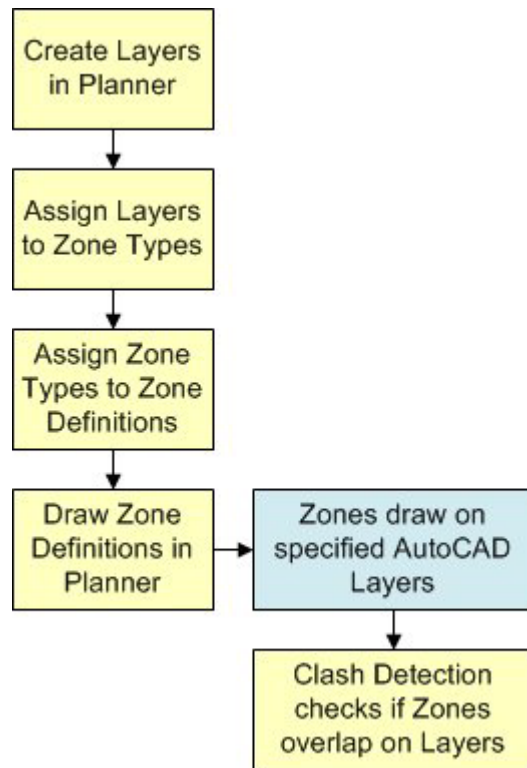 Create Layers
in Planner
Assign Layers
to Zone Types
Assign Zone
Types to Zone
Definitions
Draw Zone
Definitions in
Planner
Zones draw on
specified AutoCAD
Layers
Clash Detection
checks if Zones
overlap on Layers